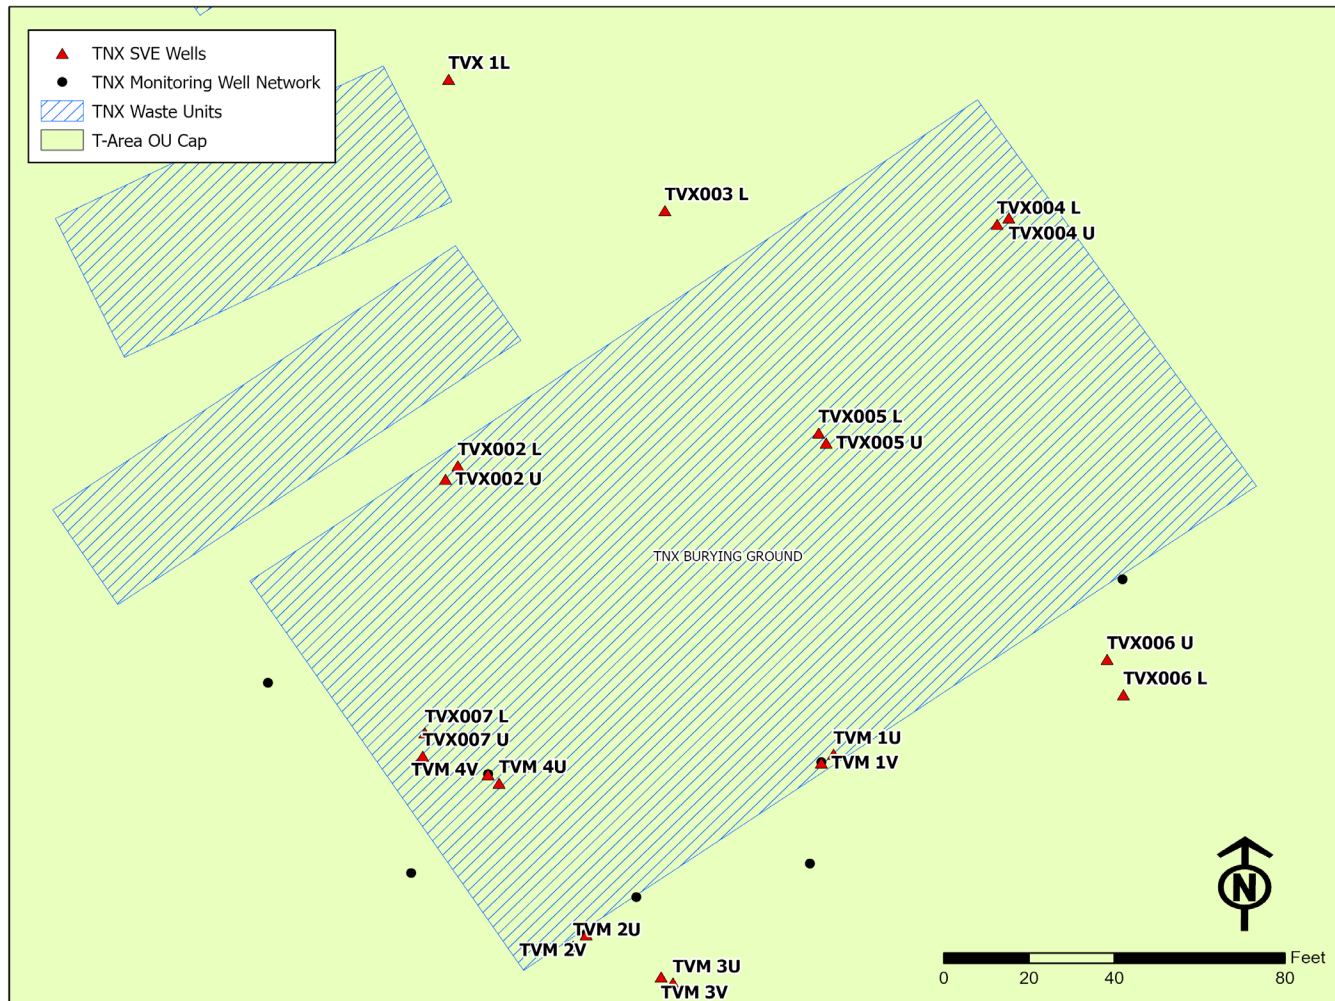 TNX SVE Wells
TNX Monitoring Well Network
TNX Waste Units
T-Area OU Cap
TVX 1L
TVX003 L
TVX004 L
TVX004 U
TVX005 L
TVX005 U
TVX002 L
TVX002 U
TNX BURYING GROUND
TVX006 U
TVX006 L
TVX007 L
TVX007 U
TVM 4V
TVM 4U
TVM 1U
TVM 1V
TVM 2U
TVM 2V
TVM 3U
TVM 3V
N
Feet
0 20 40 80